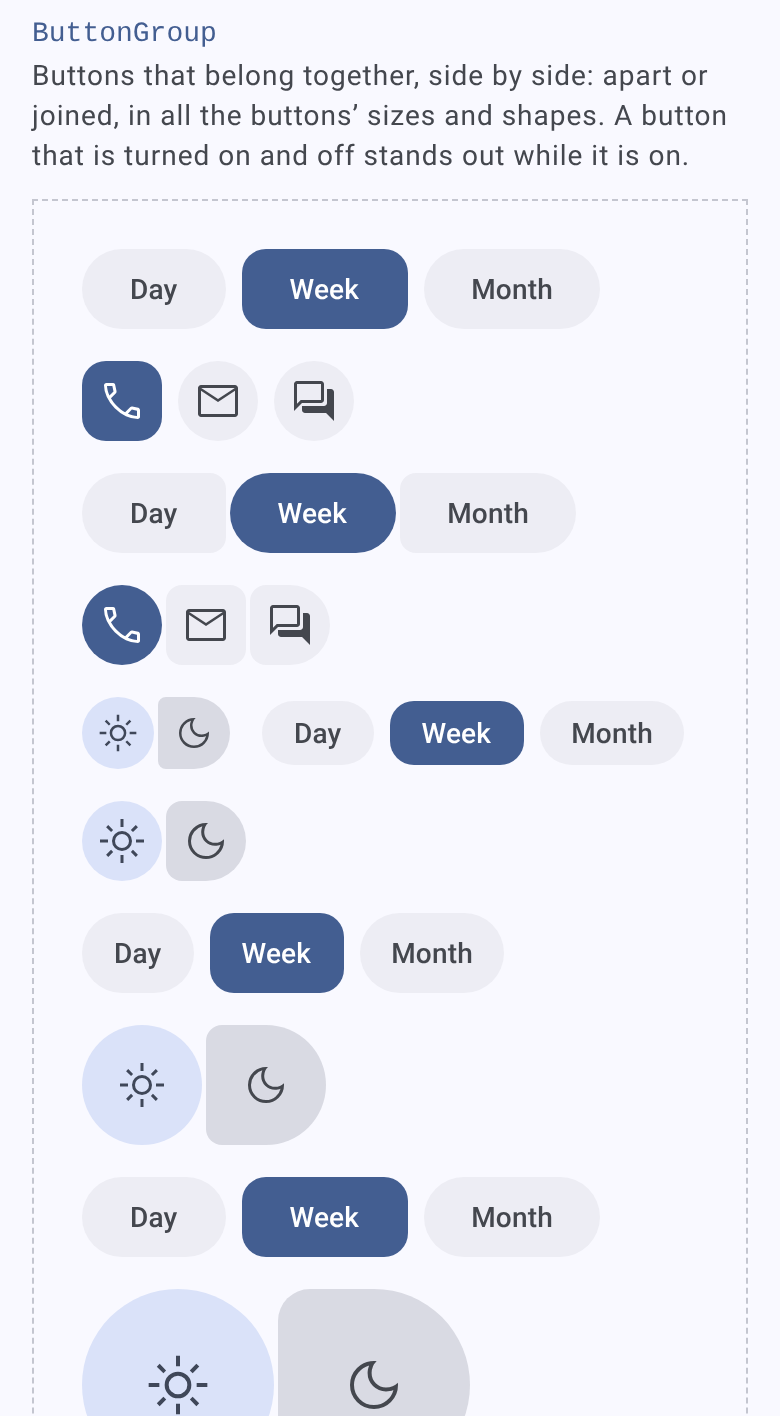 ButtonGroup
Buttons that belong together, side by side: apart or
joined, in all the buttons’ sizes and shapes. A button
that is turned on and off stands out while it is on.
Day Week Month
Day Week Month
Day Week Month
Day Week Month
Day Week Month